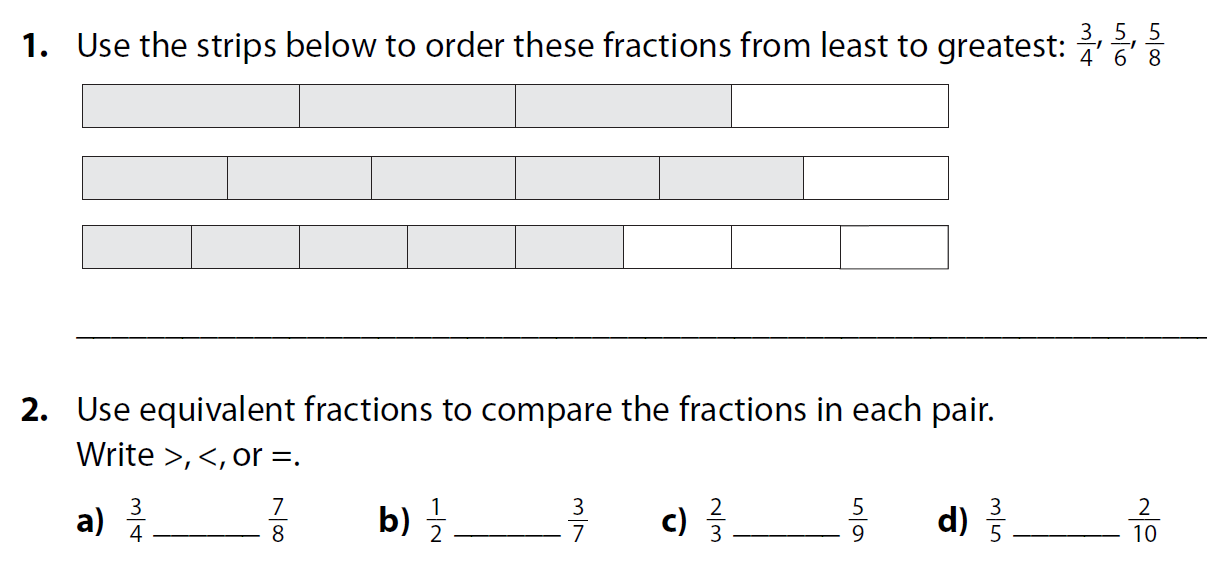 1. Use the strips below to order these fractions from least to greatest: 3/4, 5/6, 5/8
2. Use equivalent fractions to compare the fractions in each pair.
Write >, <, or =.
a) 3/4 ______ 7/8 b) 1/2 ______ 3/7 c) 2/3 ______ 5/9 d) 3/5 ______ 2/10